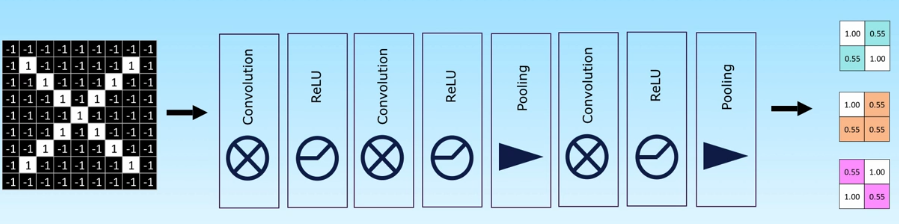 -1 -1 -1 -1 -1 -1 -1 -1 -1
-1 1 -1 -1 -1 -1 -1 1 -1
-1 -1 1 -1 -1 -1 1 -1 -1
-1 -1 -1 1 -1 1 -1 -1 -1
-1 -1 -1 -1 1 -1 -1 -1 -1
-1 -1 -1 1 -1 1 -1 -1 -1
-1 -1 1 -1 -1 -1 1 -1 -1
-1 1 -1 -1 -1 -1 -1 1 -1
-1 -1 -1 -1 -1 -1 -1 -1 -1
Convolution
ReLU
Convolution
ReLU
Pooling
Convolution
ReLU
Pooling
1.00 0.55
0.55 1.00
1.00 0.55
0.55 0.55
0.55 1.00
1.00 0.55